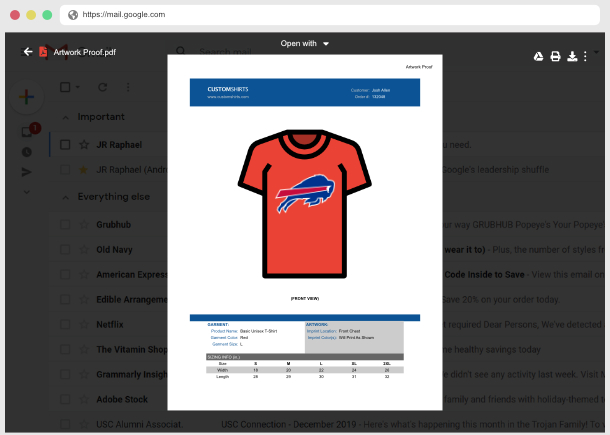 https://mail.google.com
Artwork Proof.pdf
Open with
Search mail
Artwork Proof
CUSTOMSHIRTS
www.customshirts.com
Customer: Josh Allen
Order #: 132048
1
Important
JR Raphael
u need.
JR Raphael (Andr
Google's leadership shuffle
Everything else
Grubhub
or way GRUBHUB Popeye's Your Popeye'
Old Navy
wear it to) - Plus, the number of styles fr
American Express
Code Inside to Save - View this email on
Edible Arrangeme
Save 20% on your order today.
Netflix
t required Dear Persons, We've detected
The Vitamin Shop
he healthy savings today
Grammarly Insigh
e didn't see any activity last week. Visit
Adobe Stock
family and friends with holiday-themed t
USC Alumni Associat.
USC Connection - December 2019 - Here's what's happening this month in the Trojan Family! To
(FRONT VIEW)
GARMENT:
Product Name: Basic Unisex T-Shirt
Garment Color: Red
Garment Size: L
ARTWORK:
Imprint Location: Front Chest
Imprint Color(s): Will Print As Shown
SIZING INFO (in.)
Size S M L XL 2XL
Width 18 20 22 24 26
Length 28 29 30 31 32